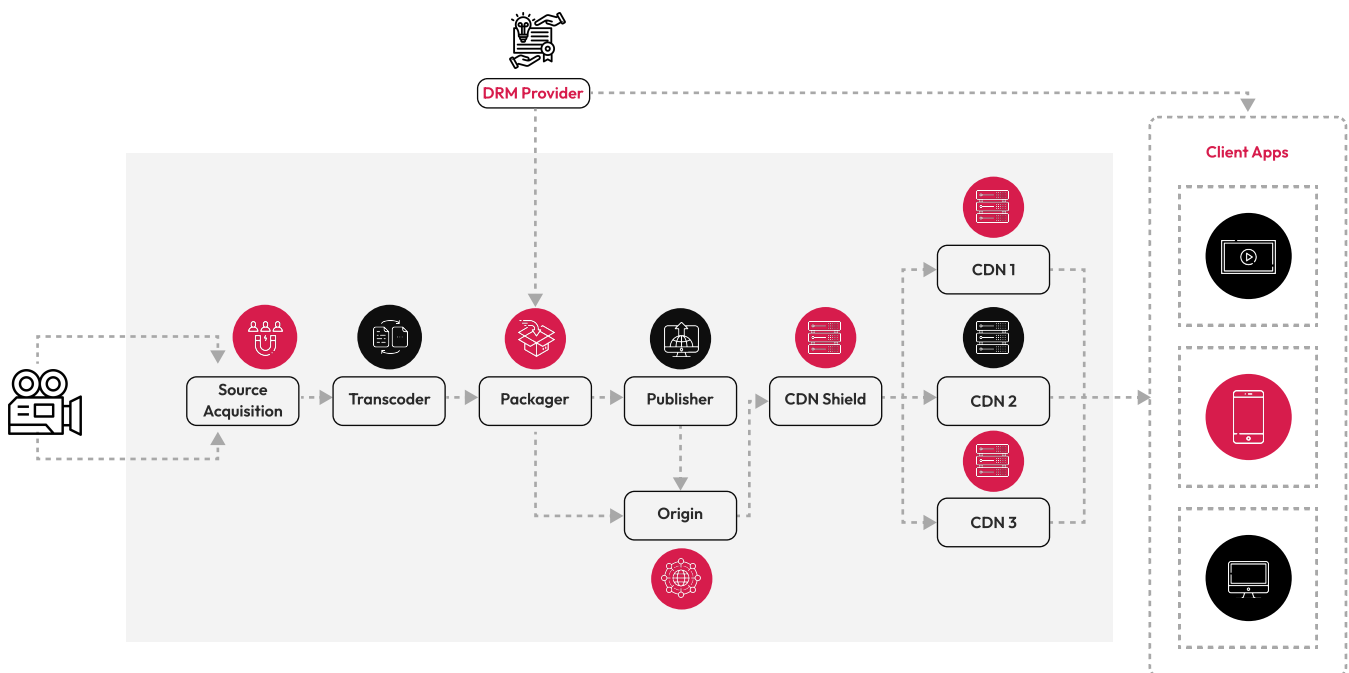 DRM Provider
Client Apps
CDN 1
Source
Acquisition
Transcoder
Packager
Publisher
CDN Shield
CDN 2
Origin
CDN 3